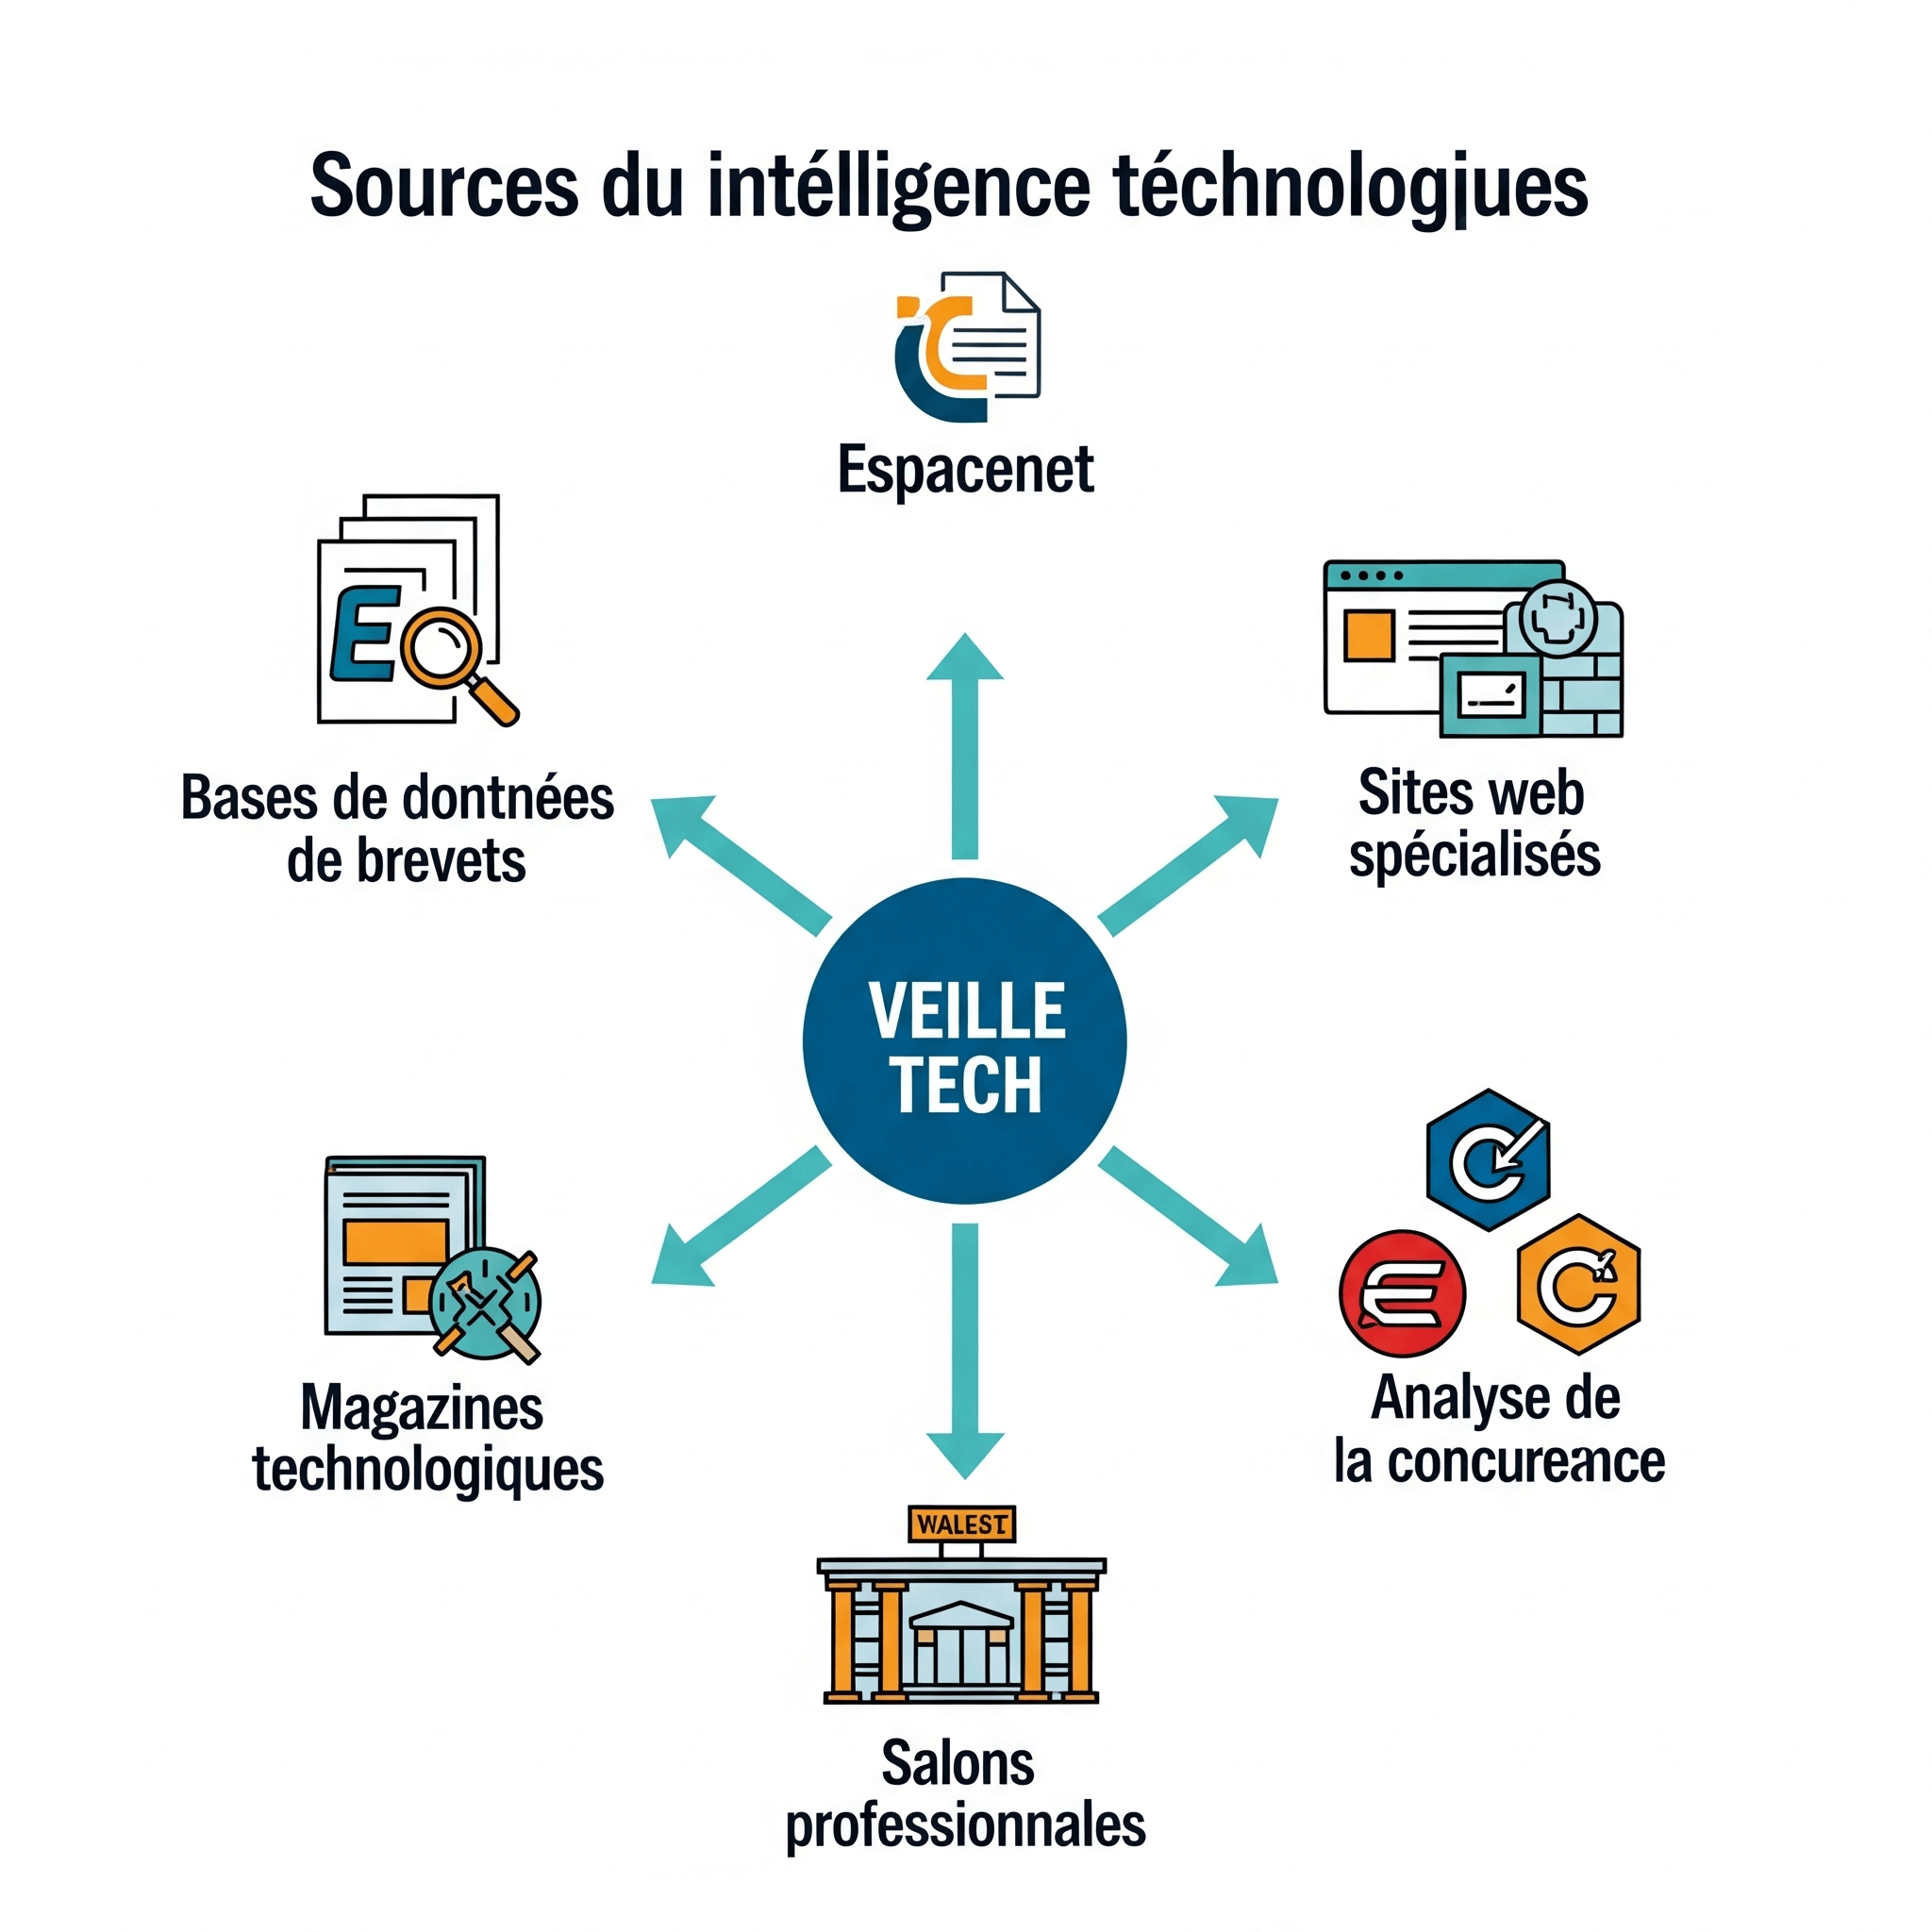 Sources du intélligence téchnologjues
Espacenet
Bases de dontnées
de brevets
Sites web
spécialisés
VEILLE
TECH
Magazines
technologiques
Analyse de
la concureance
WALEST
Salons
professionnales